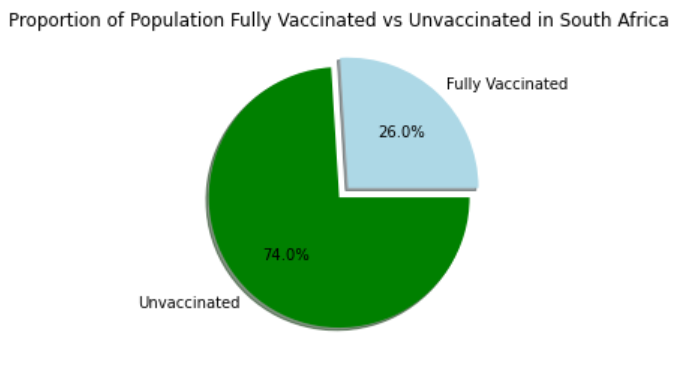 Proportion of Population Fully Vaccinated vs Unvaccinated in South Africa
Fully Vaccinated
26.0%
74.0%
Unvaccinated